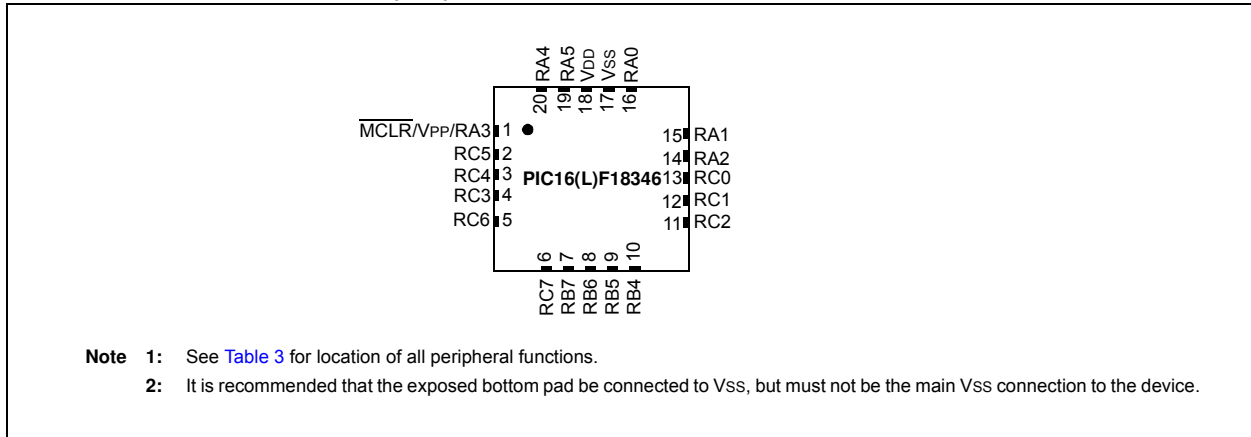 20 RA4
19 RA5
18 VDD
17 VSS
16 RA0
MCLR/VPP/RA3 1
RC5 2
RC4 3
RC3 4
RC6 5
PIC16(L)F18346
15 RA1
14 RA2
13 RC0
12 RC1
11 RC2
6 RC7
7 RB7
8 RB6
9 RB5
10 RB4
Note 1: See Table 3 for location of all peripheral functions.
2: It is recommended that the exposed bottom pad be connected to VSS, but must not be the main VSS connection to the device.